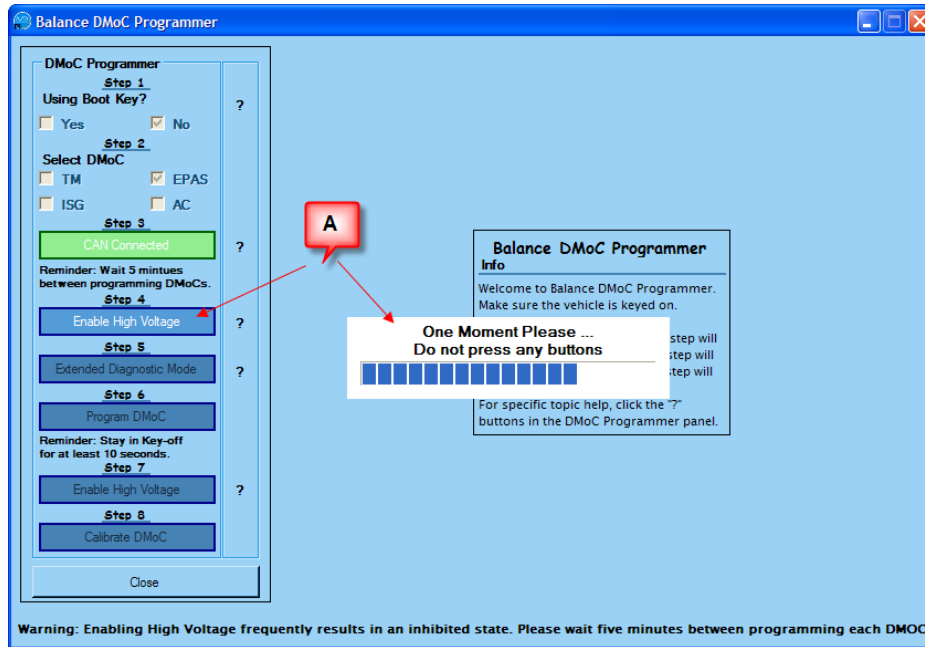 Balance DMoC Programmer
DMoC Programmer
Step 1
Using Boot Key?
?
Yes No
Step 2
Select DMoC
TM EPAS
ISG AC
Step 3
CAN Connected
?
Reminder: Wait 5 mintues
between programming DMoCs.
Step 4
Enable High Voltage
?
Step 5
Extended Diagnostic Mode
?
Step 6
Program DMoC
Reminder: Stay in Key-off
for at least 10 seconds.
Step 7
Enable High Voltage
?
Step 8
Calibrate DMoC
Close
A
One Moment Please ...
Do not press any buttons
Balance DMoC Programmer
Info
Welcome to Balance DMoC Programmer.
Make sure the vehicle is keyed on.
step will
step will
step will
For specific topic help, click the "?"
buttons in the DMoC Programmer panel.
Warning: Enabling High Voltage frequently results in an inhibited state. Please wait five minutes between programming each DMOC